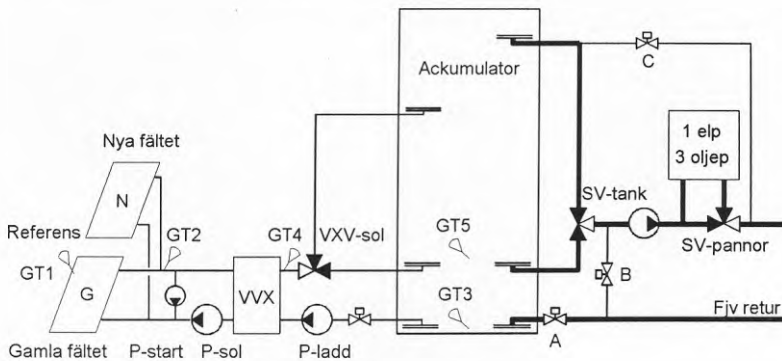 Ackumulator
C
1 elp
3 oljep
Nya fältet
N
SV-tank
Referens
GT2
GT4
VXV-sol
GT5
SV-pannor
GT1
G
VVX
GT3
B
Fjv retur
Gamla fältet
P-start
P-sol
P-ladd
A